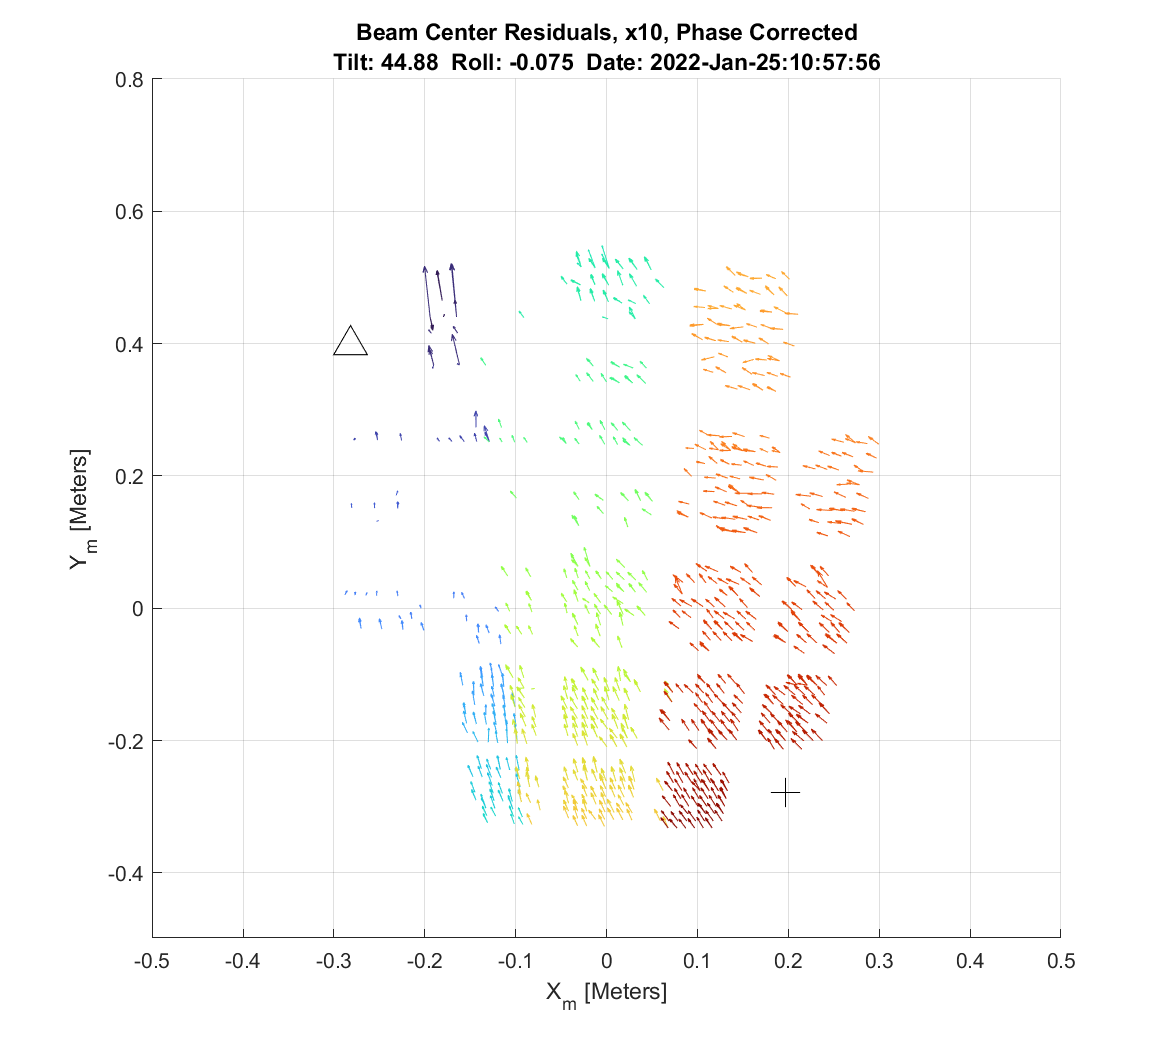 Beam Center Residuals, x10, Phase Corrected
Tilt: 44.88 Roll: -0.075 Date: 2022-Jan-25:10:57:56
0.8
0.6
0.4
0.2
0
-0.2
-0.4
Y_m [Meters]
-0.5 -0.4 -0.3 -0.2 -0.1 0 0.1 0.2 0.3 0.4 0.5
X_m [Meters]